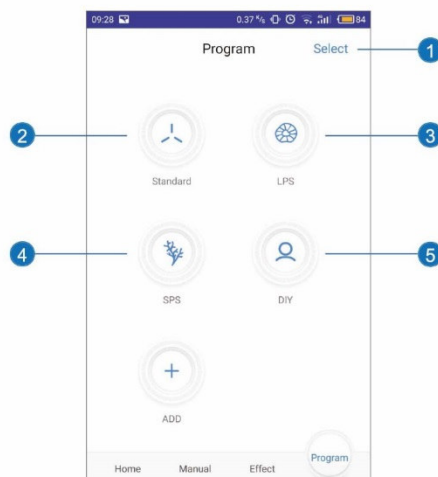 09:28 0.37 K/s 84
Program Select 1
2 3
Standard LPS
4 5
SPS DIY
ADD
Home Manual Effect Program